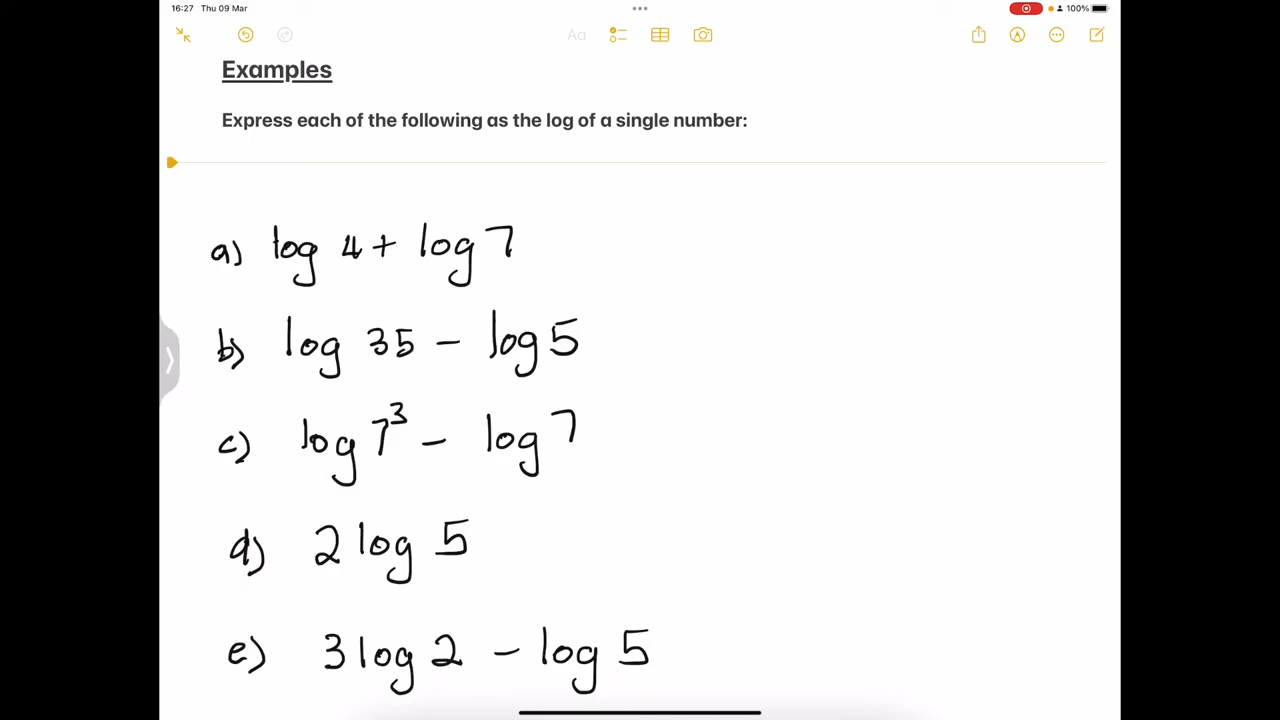 16:27 Thu 09 Mar
100%
Aa
Examples
Express each of the following as the log of a single number:
a) log 4 + log 7
b) log 35 - log 5
c) log 7³ - log 7
d) 2 log 5
e) 3 log 2 - log 5